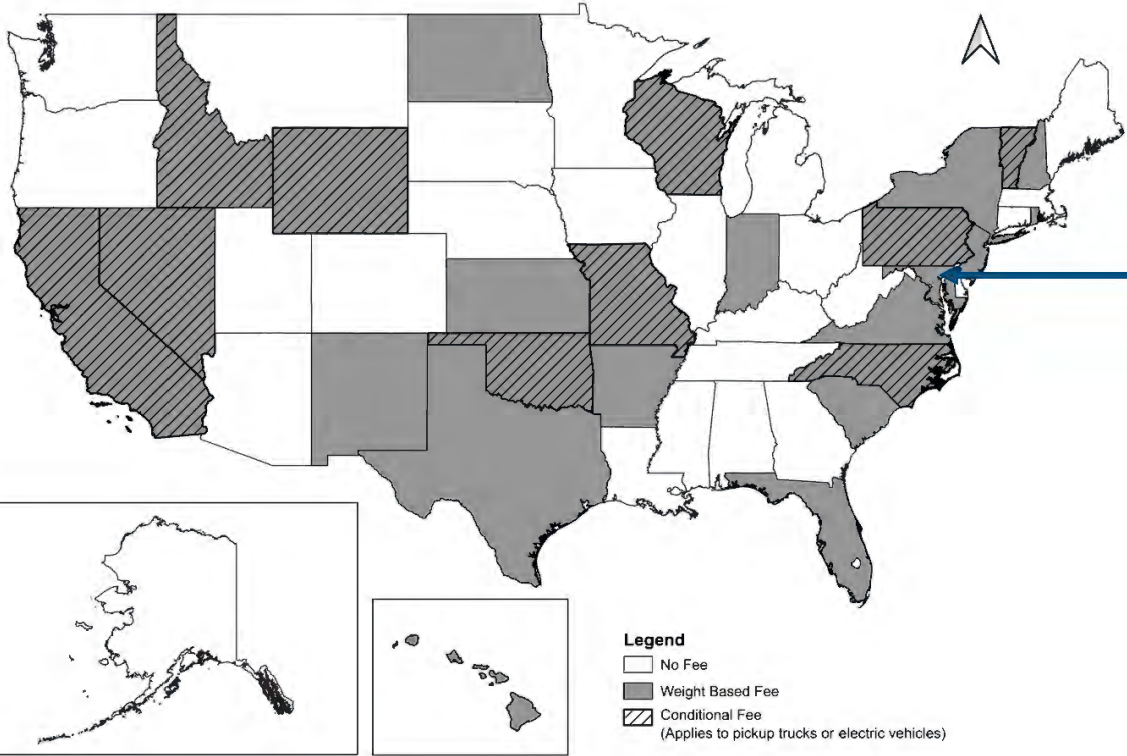 Legend
No Fee
Weight Based Fee
Conditional Fee
(Applies to pickup trucks or electric vehicles)